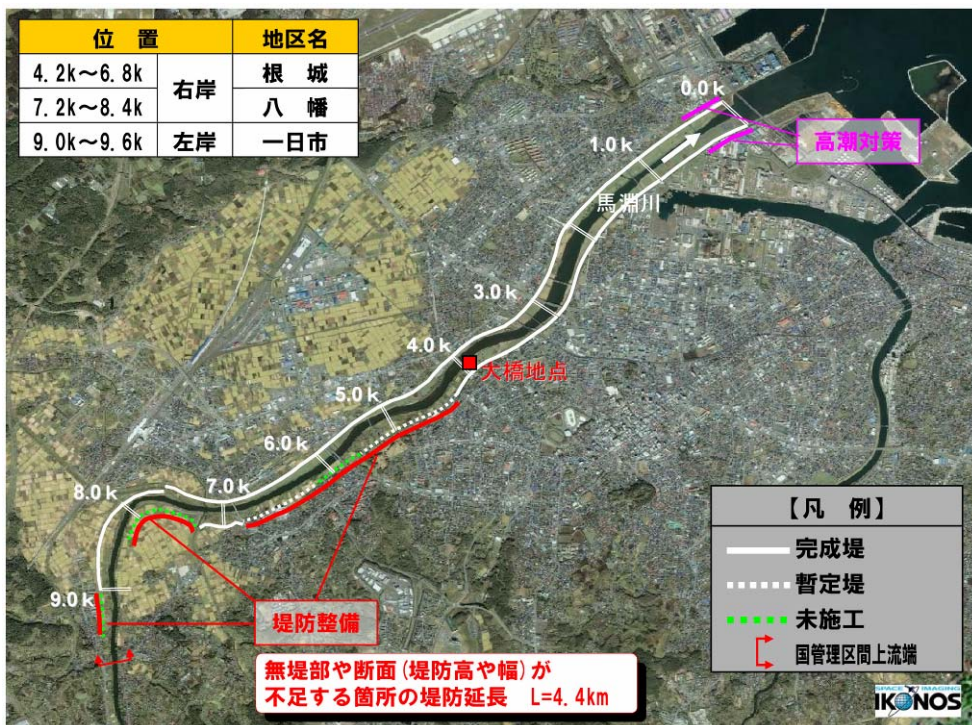 位 置 地区名
4.2k~6.8k 右岸 根 城
7.2k~8.4k 八 幡
9.0k~9.6k 左岸 一日市
0.0k
高潮対策
1.0k
馬淵川
3.0k
4.0k
大橋地点
5.0k
6.0k
7.0k
8.0k
9.0k
堤防整備
無堤部や断面(堤防高や幅)が
不足する箇所の堤防延長 L=4.4km
【凡 例】
完成堤
暫定堤
未施工
国管理区間上流端
SPACE IMAGING
IKONOS